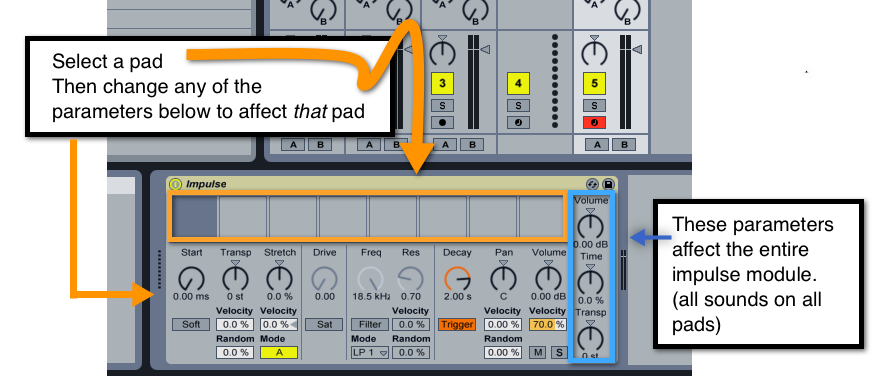 A B A B A B A B
Select a pad
Then change any of the
parameters below to affect that pad
3 4 5
S S S
A B A B A B A B
Impulse
Volume
0.00 dB
Time
0.0 %
Transp
0 st
Start Transp Stretch Drive Freq Res Decay Pan Volume
0.00 ms 0 st 0.0 % 0.00 18.5 kHz 0.70 2.00 s C 0.00 dB
Velocity Velocity Velocity Velocity Velocity
Soft 0.0 % 0.0 % Sat Filter 0.0 % Trigger 0.00 % 70.0 %
Random Mode Mode Random Random
0.0 % A LP 1 0.0 % 0.00 % M S
These parameters
affect the entire
impulse module.
(all sounds on all
pads)